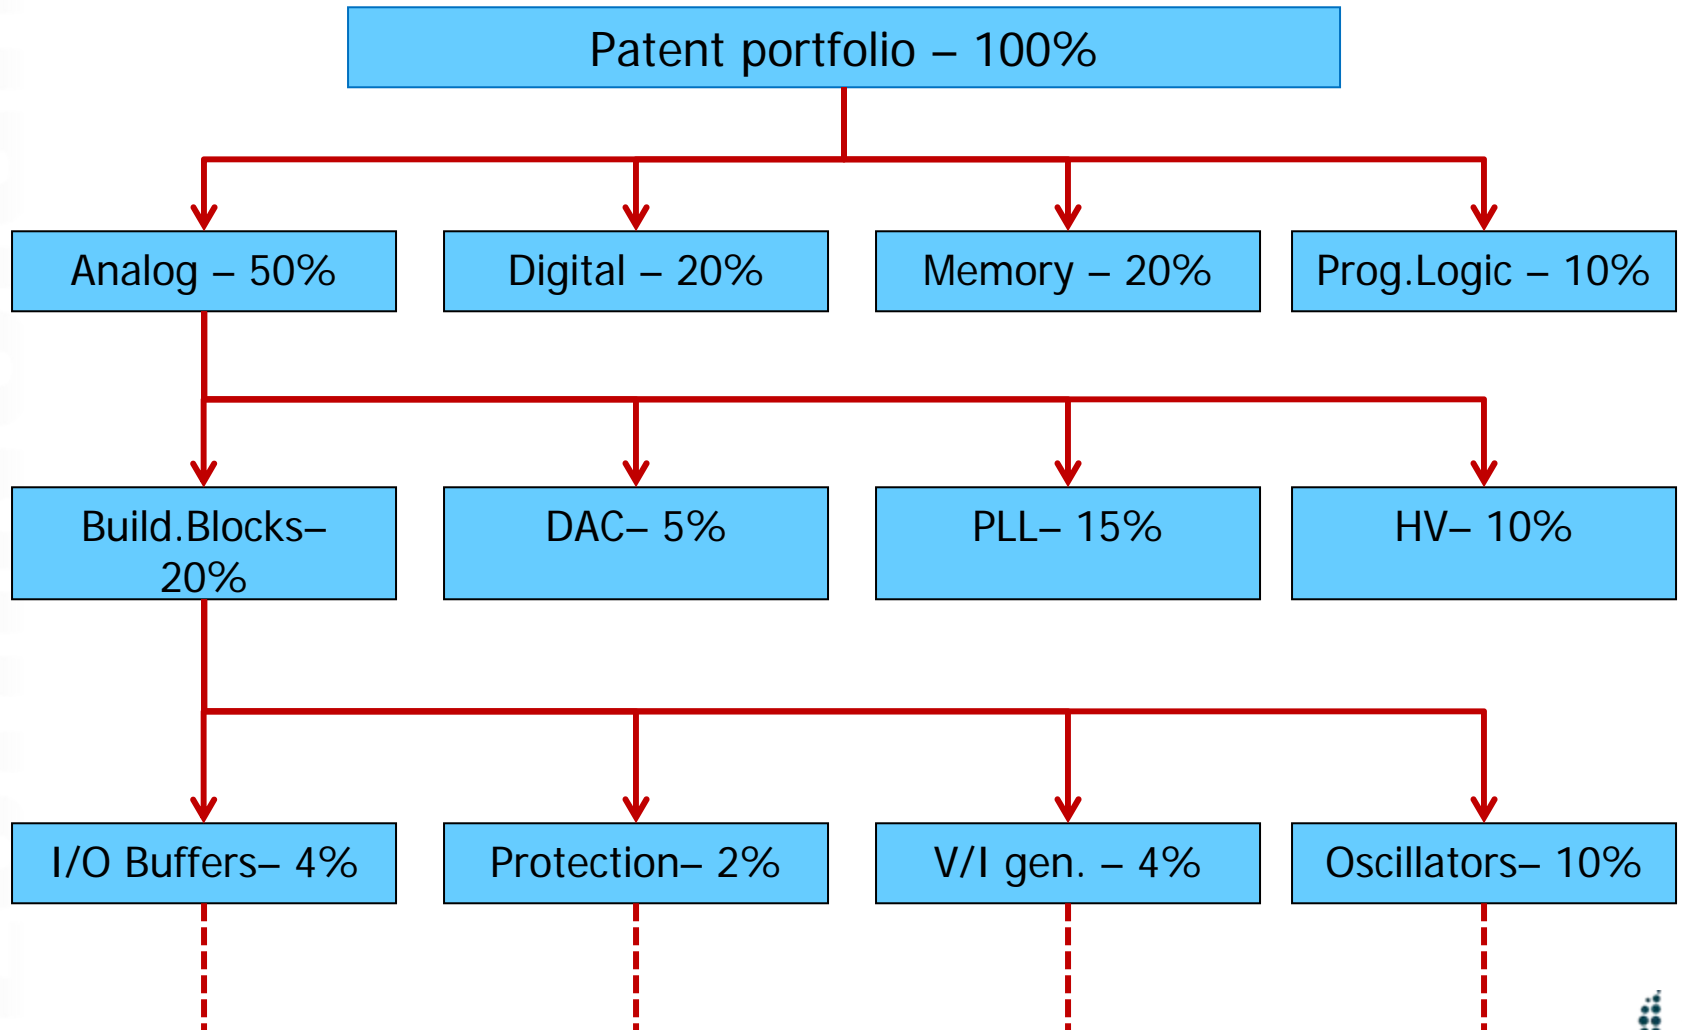 Patent portfolio – 100%
Analog – 50%
Digital – 20%
Memory – 20%
Prog.Logic – 10%
Build.Blocks–
20%
DAC– 5%
PLL– 15%
HV– 10%
I/O Buffers– 4%
Protection– 2%
V/I gen. – 4%
Oscillators– 10%